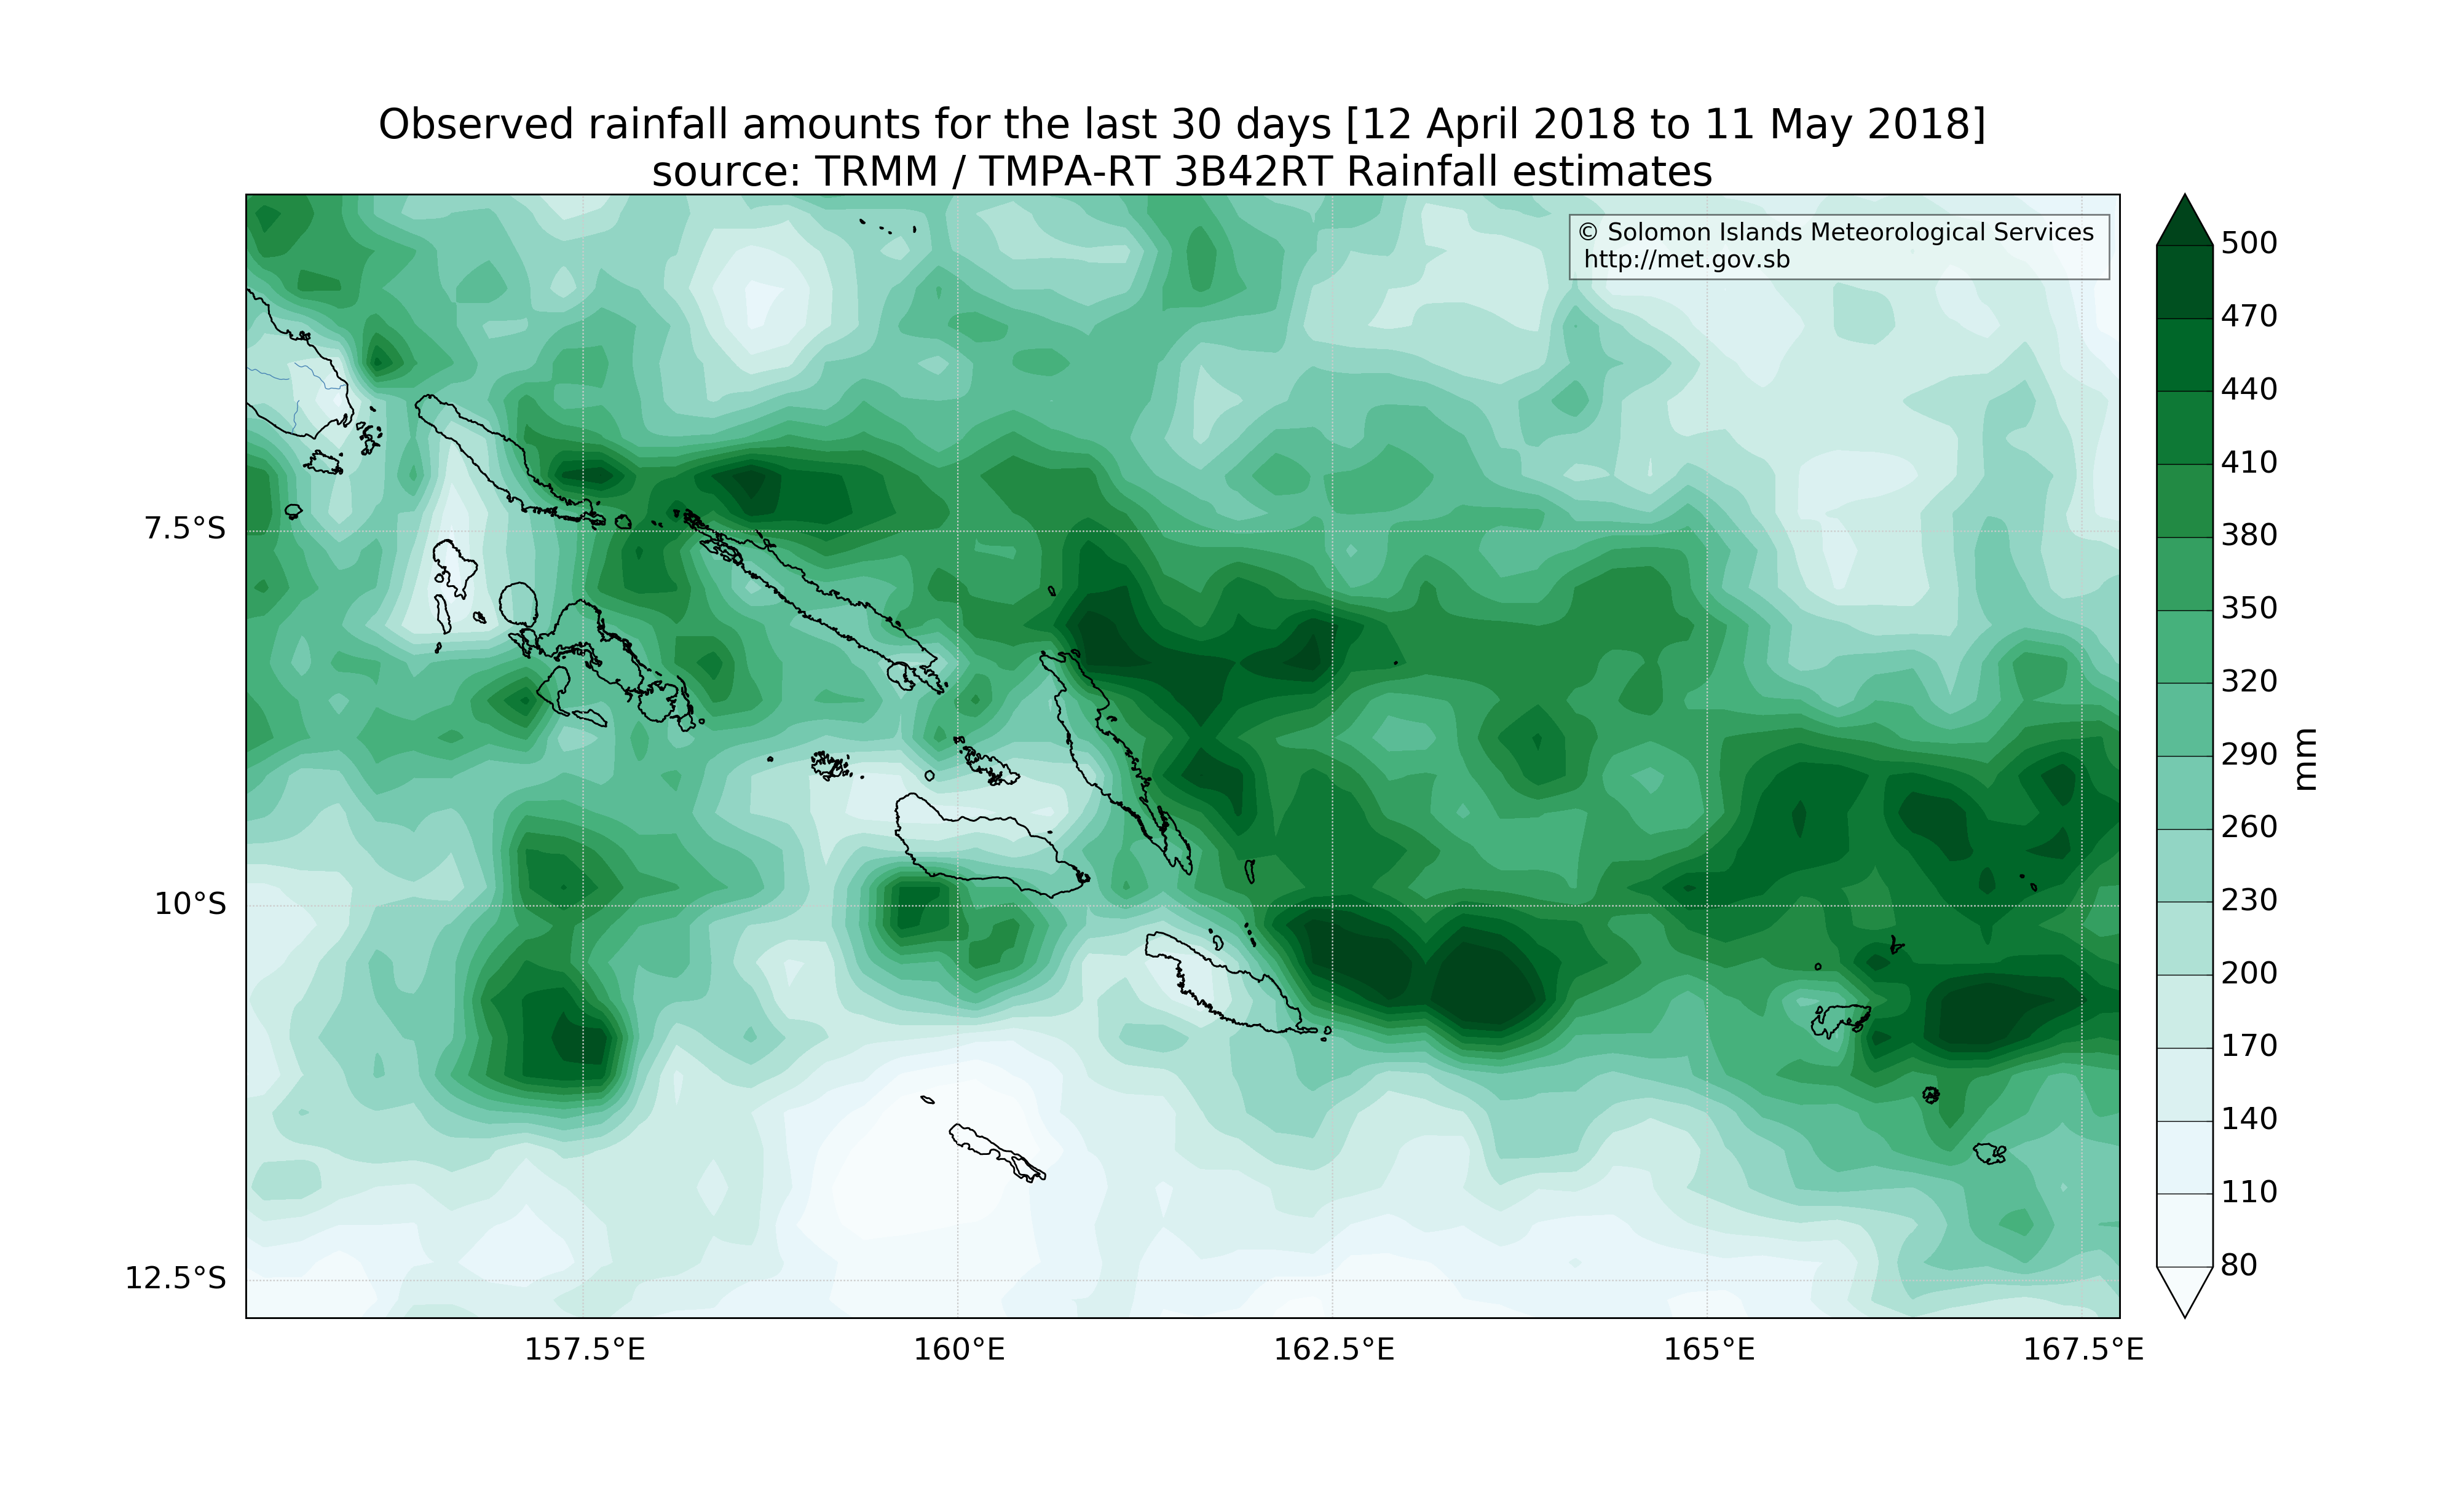 Observed rainfall amounts for the last 30 days [12 April 2018 to 11 May 2018]
source: TRMM / TMPA-RT 3B42RT Rainfall estimates
© Solomon Islands Meteorological Services
http://met.gov.sb
7.5°S
10°S
12.5°S
157.5°E
160°E
162.5°E
165°E
167.5°E
500
470
440
410
380
350
320
290
260
230
200
170
140
110
80
mm